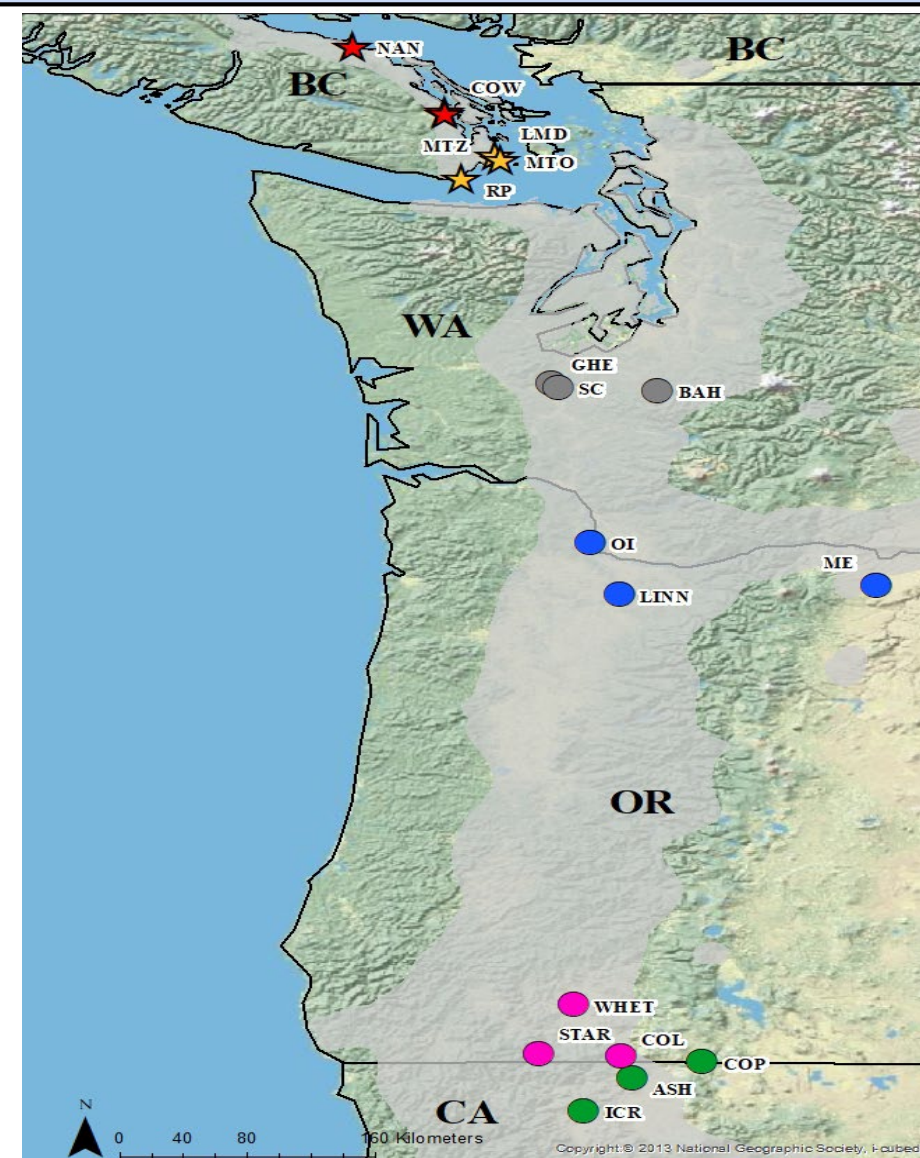 BC
NAN
BC
COW
LMD
MTZ
MTO
RP
WA
GHE
SC
BAH
OI
ME
LINN
OR
WHET
STAR
COL
COP
ASH
CA
ICR
N
0 40 80 160 Kilometers
Copyright:© 2013 National Geographic Society, i-cubed